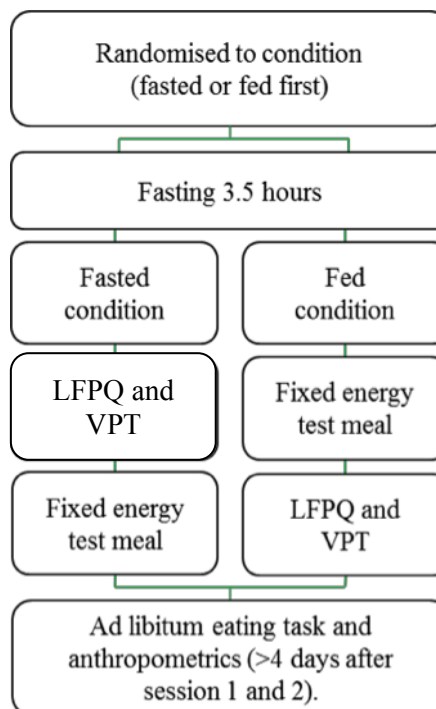 Randomised to condition
(fasted or fed first)
Fasting 3.5 hours
Fasted
condition
Fed
condition
LFPQ and
VPT
Fixed energy
test meal
Fixed energy
test meal
LFPQ and
VPT
Ad libitum eating task and
anthropometrics (>4 days after
session 1 and 2).